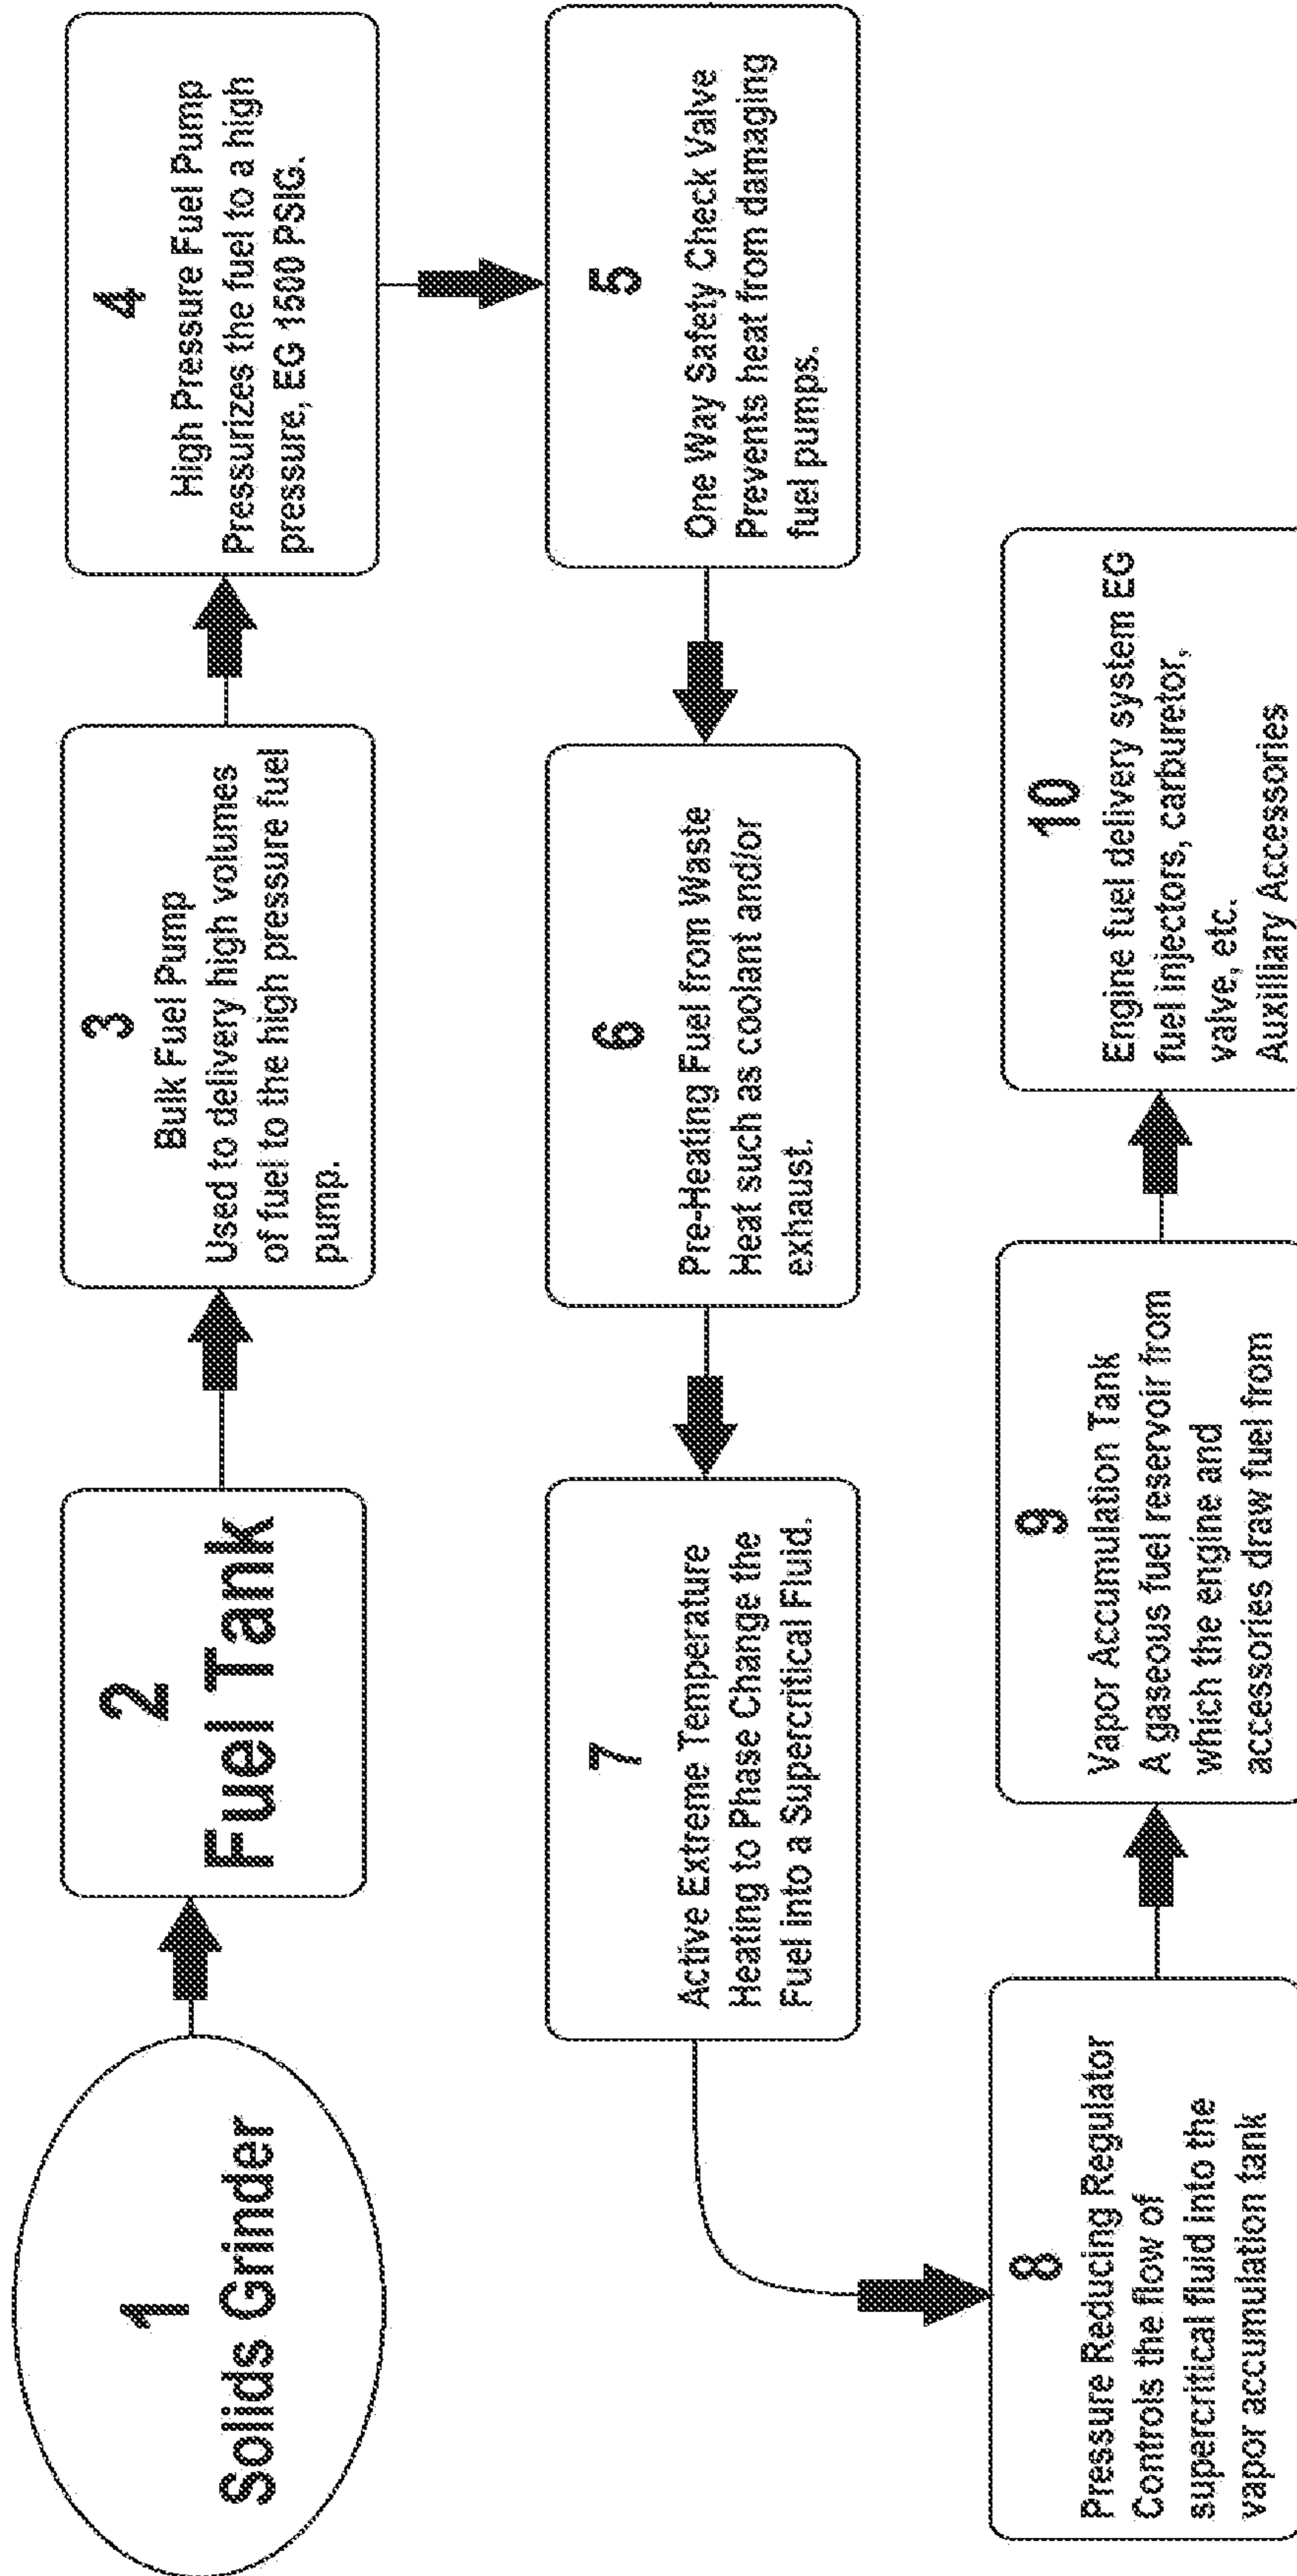 1
Solids Grinder
2
Fuel Tank
3
Bulk Fuel Pump
Used to delivery high volumes
of fuel to the high pressure fuel
pump.
4
High Pressure Fuel Pump
Pressurizes the fuel to a high
pressure, EG 1500 PSIG.
5
One Way Safety Check Valve
Prevents heat from damaging
fuel pumps.
6
Pre-Heating Fuel from Waste
Heat such as coolant and/or
exhaust.
7
Active Extreme Temperature
Heating to Phase Change the
Fuel into a Supercritical Fluid.
8
Pressure Reducing Regulator
Controls the flow of
supercritical fluid into the
vapor accumulation tank
9
Vapor Accumulation Tank
A gaseous fuel reservoir from
which the engine and
accessories draw fuel from
10
Engine fuel delivery system EG
fuel injectors, carburetor,
valve, etc.
Auxilliary Accessories